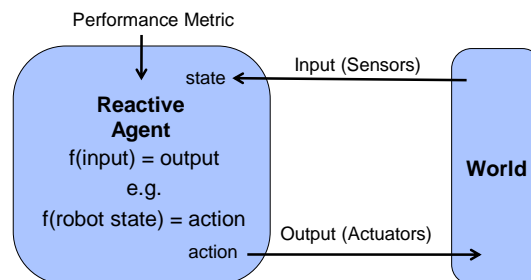 Performance Metric
state
Input (Sensors)
Reactive
Agent
f(input) = output
e.g.
f(robot state) = action
action
Output (Actuators)
World